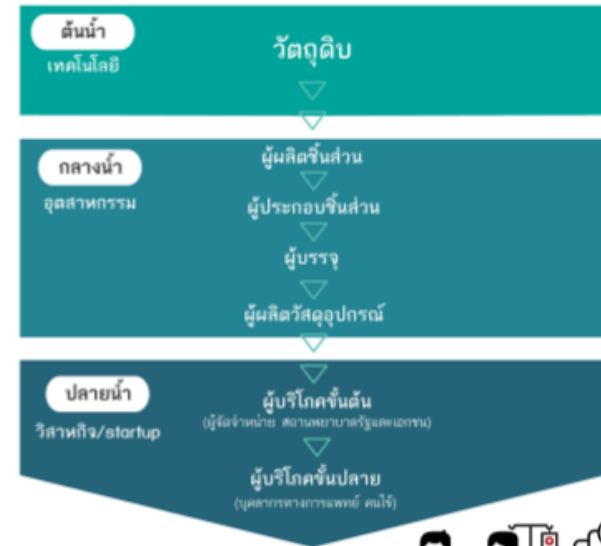 ต้นน้ำ
เทคโนโลยี
วัตถุดิบ
กลางน้ำ
อุตสาหกรรม
ผู้ผลิตชิ้นส่วน
ผู้ประกอบชิ้นส่วน
ผู้บรรจุ
ผู้ผลิตวัสดุอุปกรณ์
ปลายน้ำ
วิสาหกิจ/startup
ผู้บริโภคขั้นต้น
(ผู้จัดจำหน่าย สถานพยาบาลรัฐและเอกชน)
ผู้บริโภคขั้นปลาย
(บุคลากรทางการแพทย์ คนไข้)